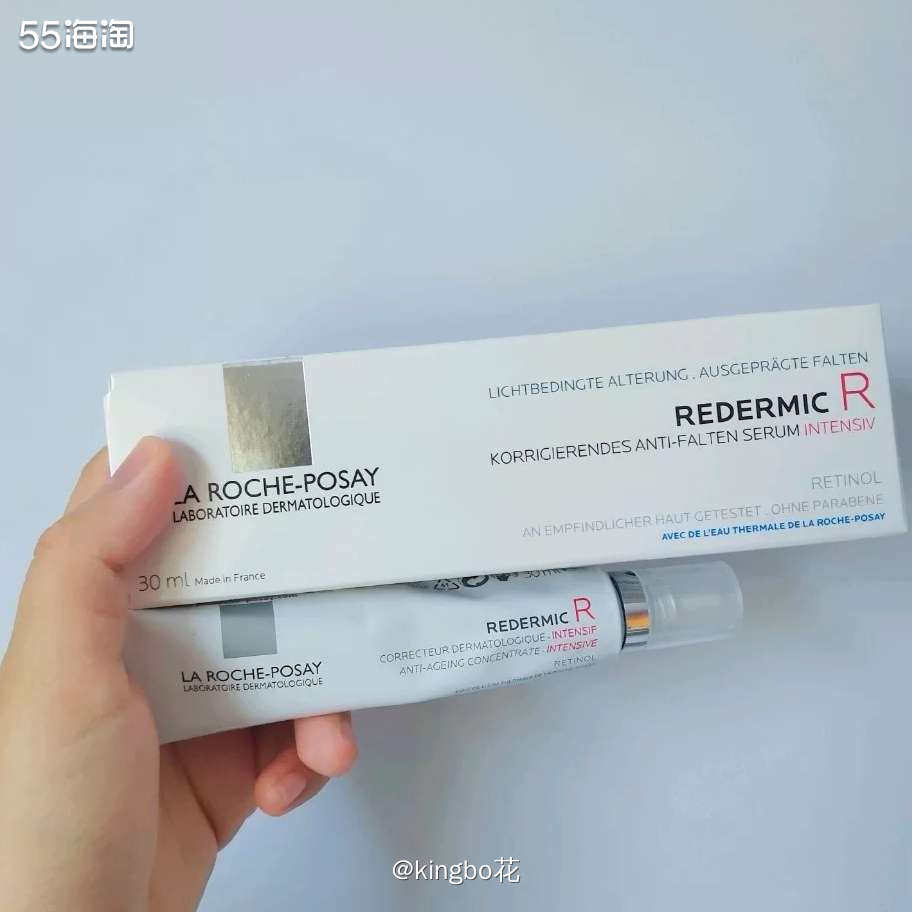 55海淘
LICHTBEDINGTE ALTERUNG . AUSGEPRÄGTE FALTEN
REDERMIC R
KORRIGIERENDES ANTI-FALTEN SERUM INTENSIV
LA ROCHE-POSAY
LABORATOIRE DERMATOLOGIQUE
RETINOL
AN EMPFINDLICHER HAUT GETESTET . OHNE PARABENE
AVEC DE L'EAU THERMALE DE LA ROCHE-POSAY
30 ml Made in France
30 ml
REDERMIC R
CORRECTEUR DERMATOLOGIQUE - INTENSIF
ANTI-AGEING CONCENTRATE - INTENSIVE
RETINOL
LA ROCHE-POSAY
LABORATOIRE DERMATOLOGIQUE
@kingbo花